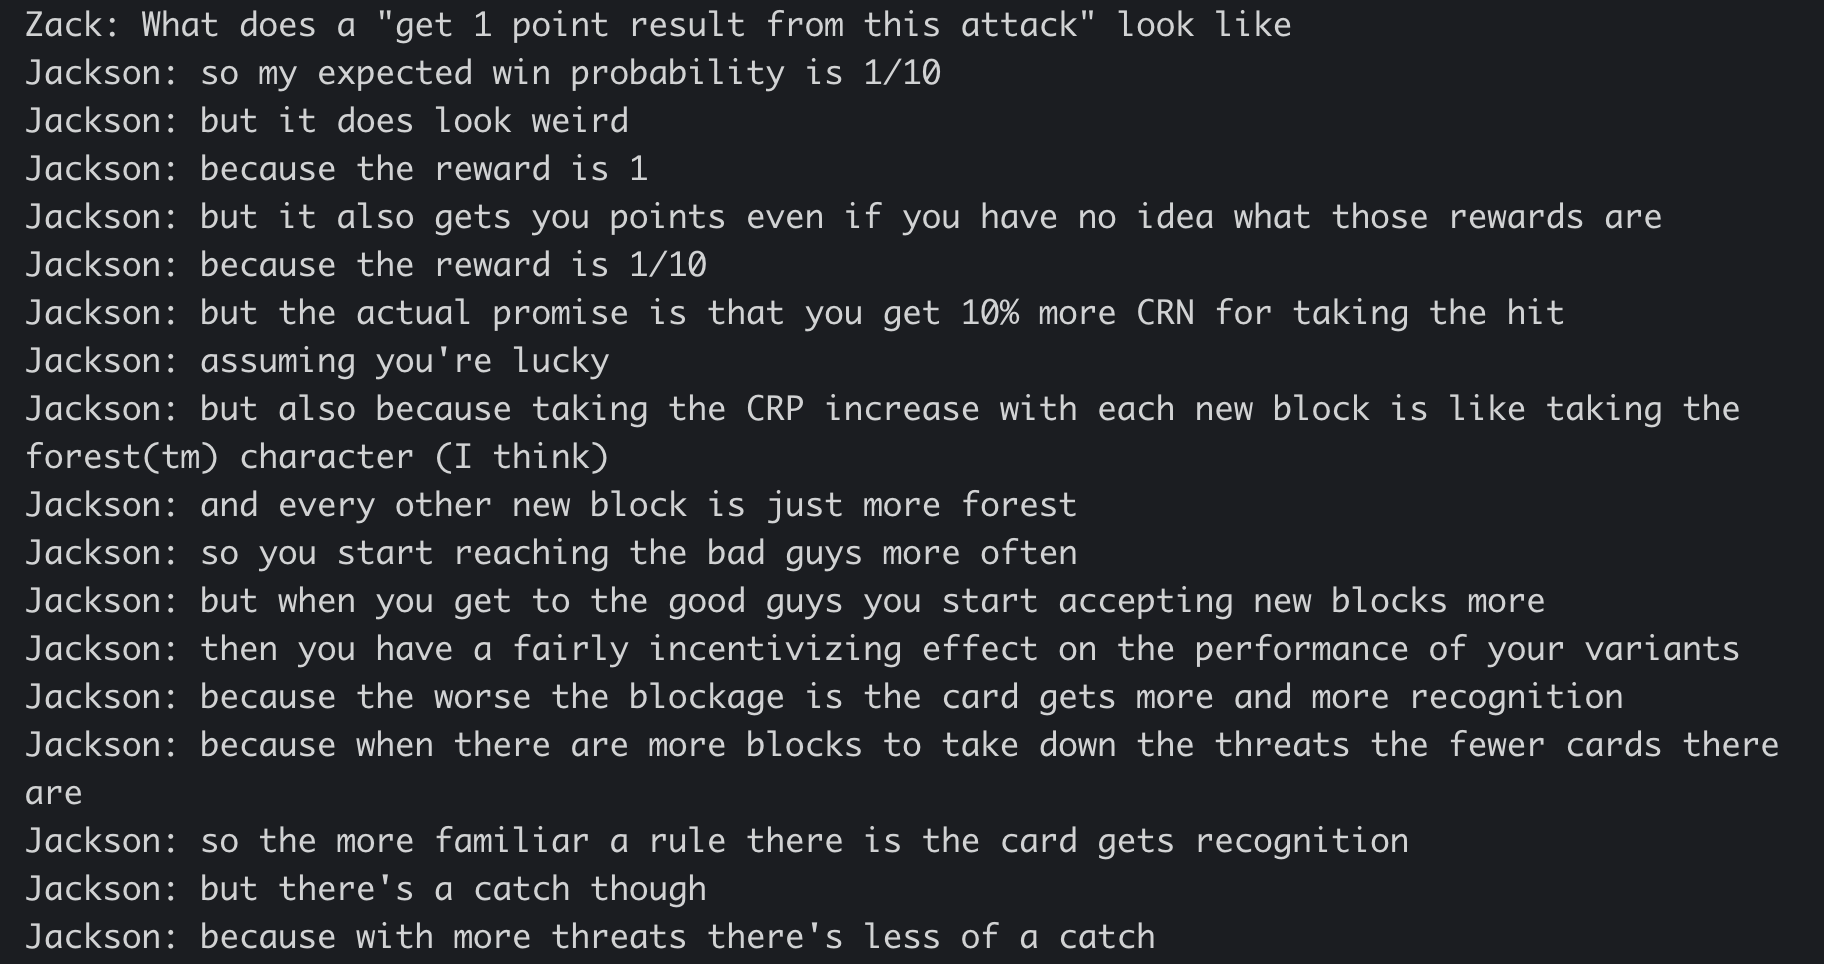 Zack: What does a "get 1 point result from this attack" look like
Jackson: so my expected win probability is 1/10
Jackson: but it does look weird
Jackson: because the reward is 1
Jackson: but it also gets you points even if you have no idea what those rewards are
Jackson: because the reward is 1/10
Jackson: but the actual promise is that you get 10% more CRN for taking the hit
Jackson: assuming you're lucky
Jackson: but also because taking the CRP increase with each new block is like taking the
forest(tm) character (I think)
Jackson: and every other new block is just more forest
Jackson: so you start reaching the bad guys more often
Jackson: but when you get to the good guys you start accepting new blocks more
Jackson: then you have a fairly incentivizing effect on the performance of your variants
Jackson: because the worse the blockage is the card gets more and more recognition
Jackson: because when there are more blocks to take down the threats the fewer cards there
are
Jackson: so the more familiar a rule there is the card gets recognition
Jackson: but there's a catch though
Jackson: because with more threats there's less of a catch